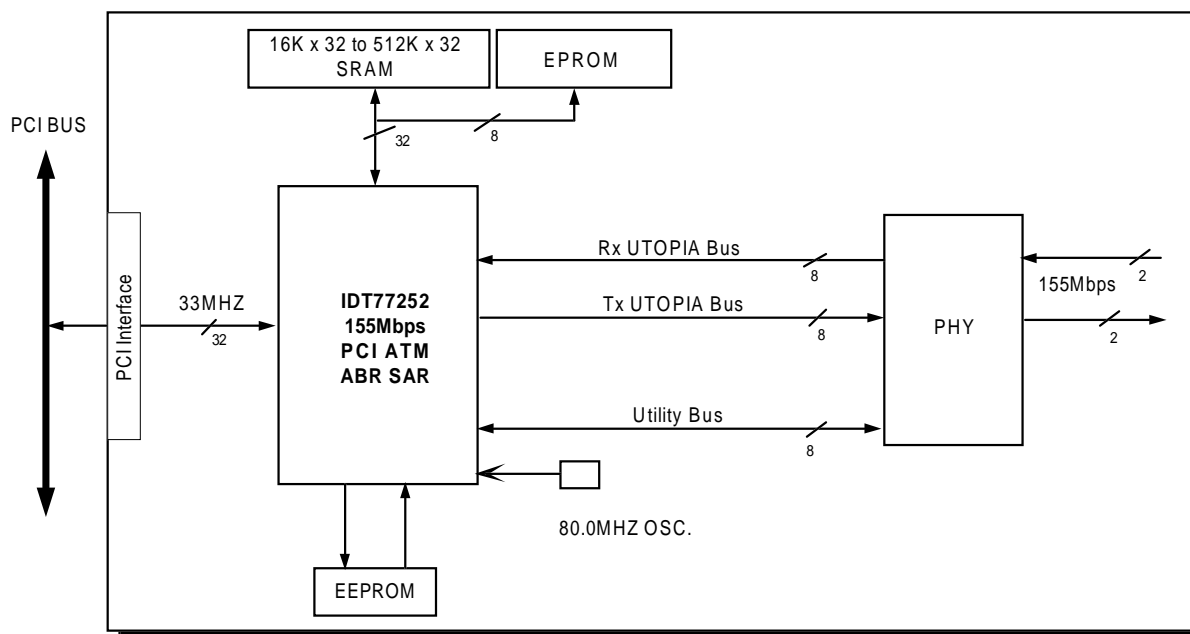 16K x 32 to 512K x 32
SRAM
EPROM
PCI BUS
32
8
PCI Interface
33MHZ
32
IDT77252
155Mbps
PCI ATM
ABR SAR
Rx UTOPIA Bus
8
Tx UTOPIA Bus
8
Utility Bus
8
PHY
155Mbps
2
2
80.0MHZ OSC.
EEPROM